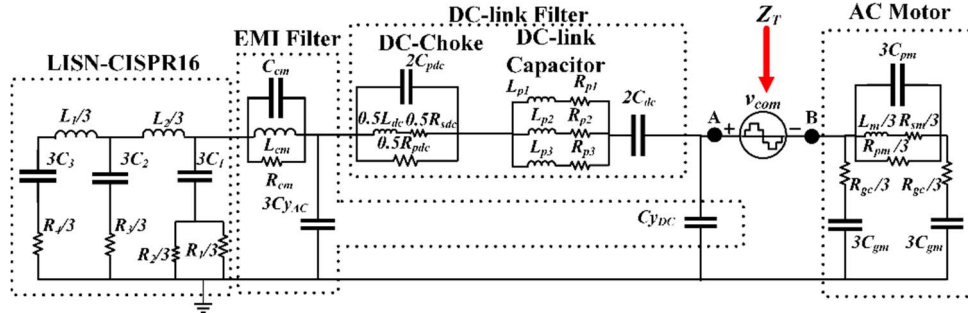 DC-link Filter
Z_T
AC Motor
EMI Filter
DC-Choke
DC-link
Capacitor
LISN-CISPR16
C_cm
2C_pdc
L_p1
R_p1
3C_pm
L_1/3
L_2/3
L_cm
R_cm
0.5L_dc
0.5R_sdc
0.5R_pdc
L_p2
R_p2
L_p3
R_p3
2C_dc
A
+
v_com
−
B
L_m/3
R_sm/3
R_pm/3
3C_3
3C_2
3C_1
R_gc/3
R_gc/3
3Cy_AC
Cy_DC
R_4/3
R_3/3
R_2/3
R_1/3
3C_gm
3C_gm